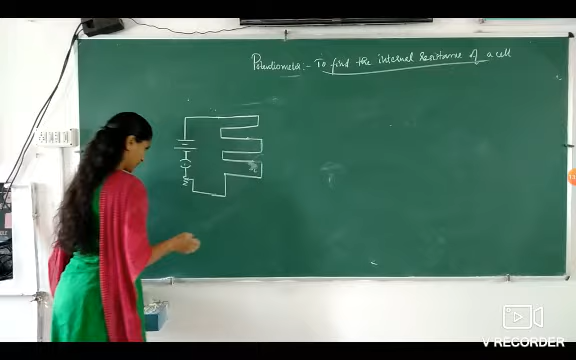 Potentiometer :- To find the internal resistance of a cell
V RECORDER